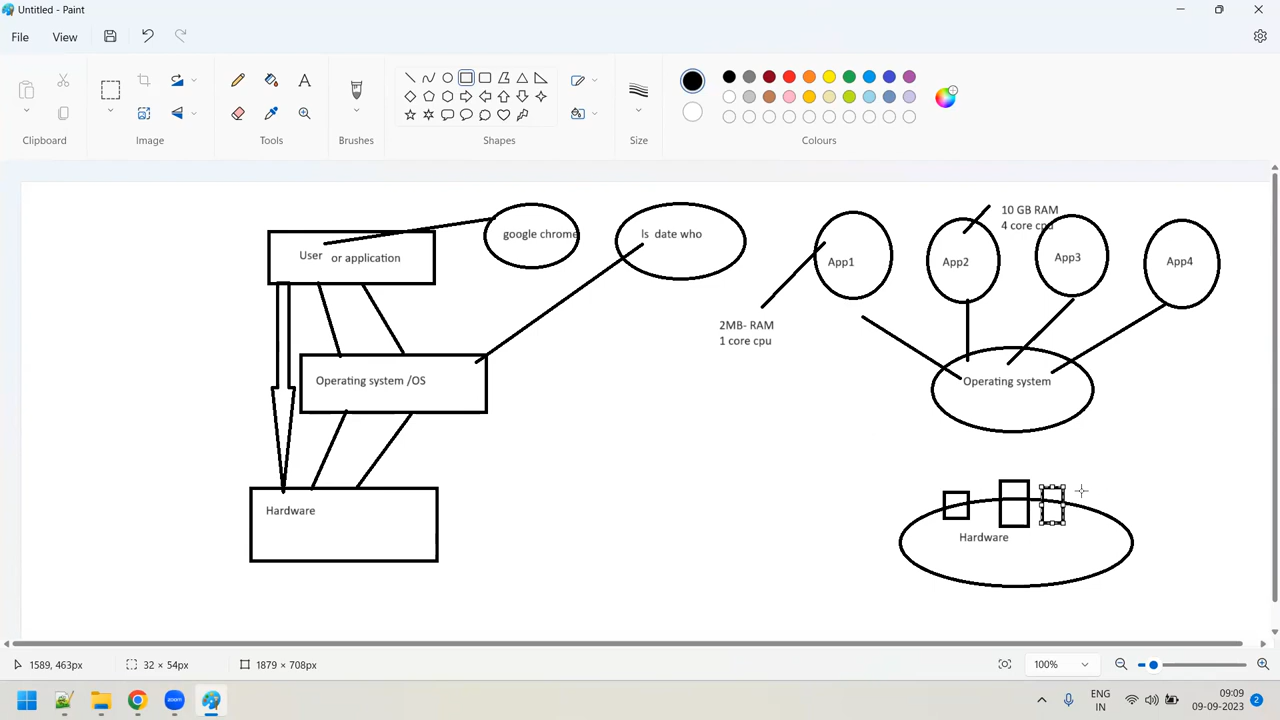 Untitled - Paint
File
View
Clipboard
Image
Tools
Brushes
Shapes
Size
Colours
A
User or application
google chrome
ls date who
Operating system /OS
Hardware
2MB- RAM
1 core cpu
App1
App2
10 GB RAM
4 core cpu
App3
App4
Operating system
Hardware
1589, 463px
32 × 54px
1879 × 708px
100%
zoom
ENG
IN
09:09
09-09-2023
2